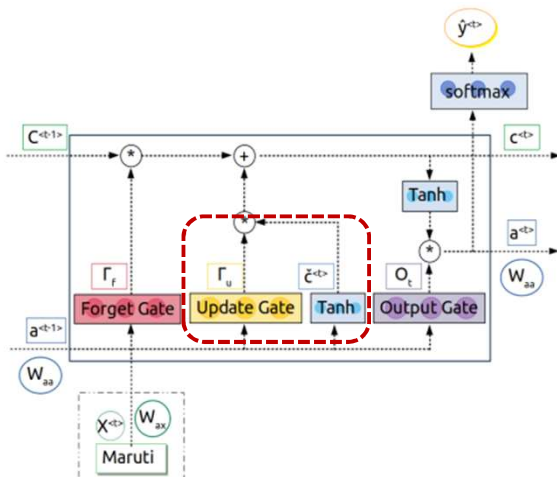 ŷ<t>
softmax
C<t-1>
c<t>
*
+
Tanh
*
*
a<t>
Γf
Γu
č<t>
Ot
Waa
Forget Gate
Update Gate
Tanh
Output Gate
a<t-1>
Waa
X<t>
Wax
Maruti